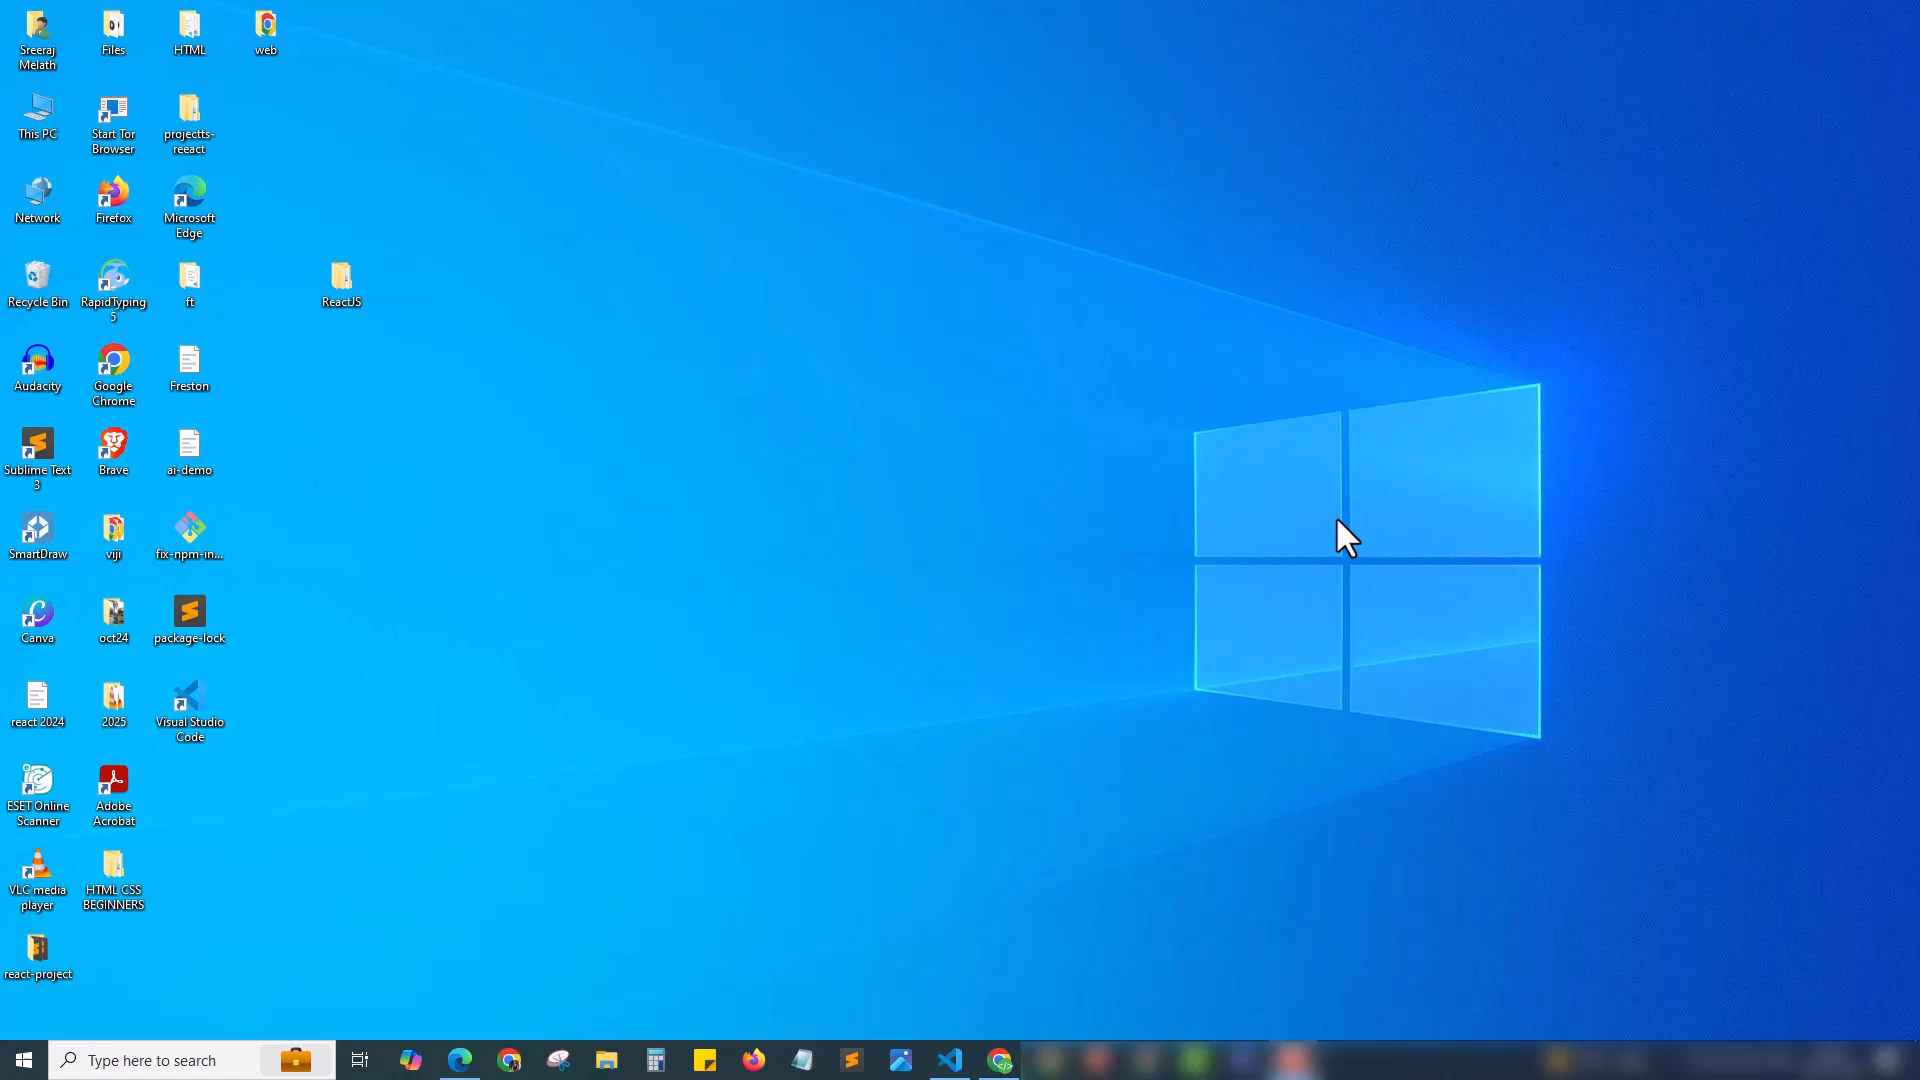 Sreeraj
Melath
Files
HTML
web
This PC
Start Tor
Browser
projectts-
reeact
Network
Firefox
Microsoft
Edge
Recycle Bin
RapidTyping
5
ft
ReactJS
Audacity
Google
Chrome
Freston
Sublime Text
3
Brave
ai-demo
SmartDraw
viji
fix-npm-in...
Canva
oct24
package-lock
react 2024
2025
Visual Studio
Code
ESET Online
Scanner
Adobe
Acrobat
VLC media
player
HTML CSS
BEGINNERS
react-project
Type here to search